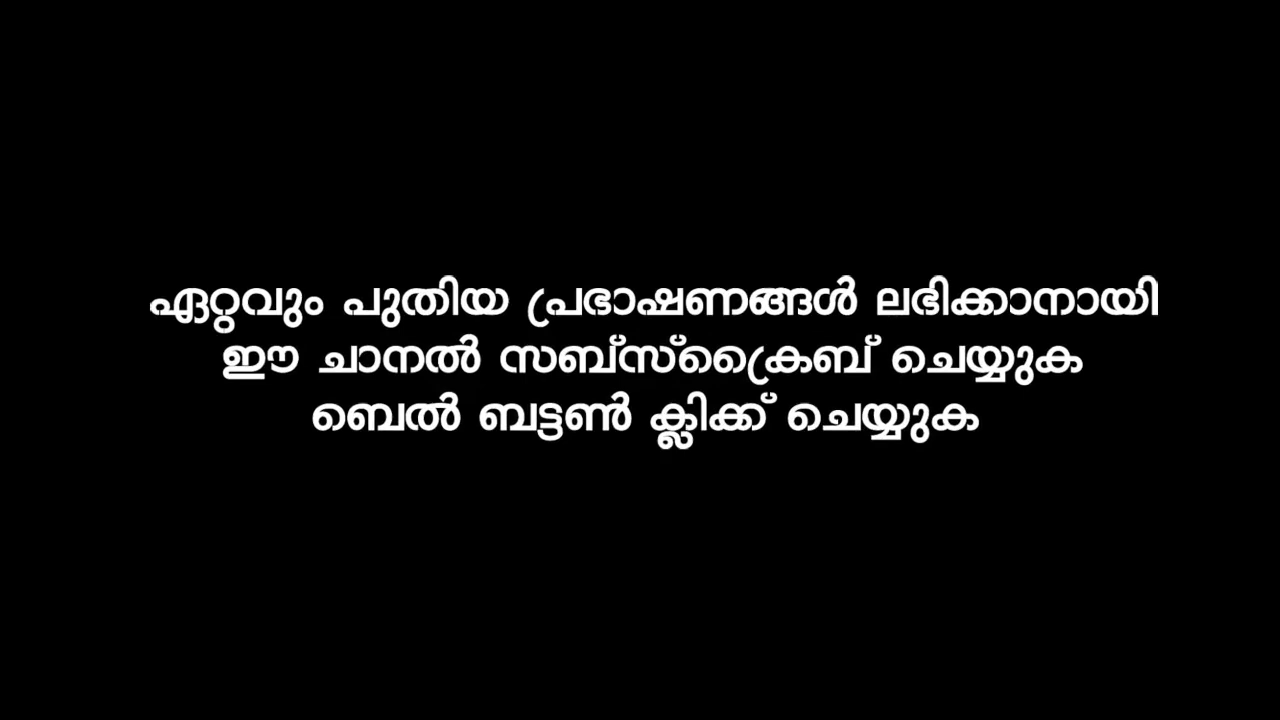 ഏറ്റവും പുതിയ പ്രഭാഷണങ്ങൾ ലഭിക്കാനായി
ഈ ചാനൽ സബ്സ്ക്രൈബ് ചെയ്യുക
ബെൽ ബട്ടൺ ക്ലിക്ക് ചെയ്യുക